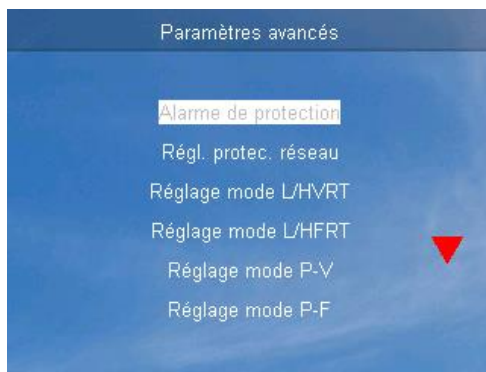 Paramètres avancés
Alarme de protection
Régl. protec. réseau
Réglage mode L/HVRT
Réglage mode L/HFRT
Réglage mode P-V
Réglage mode P-F